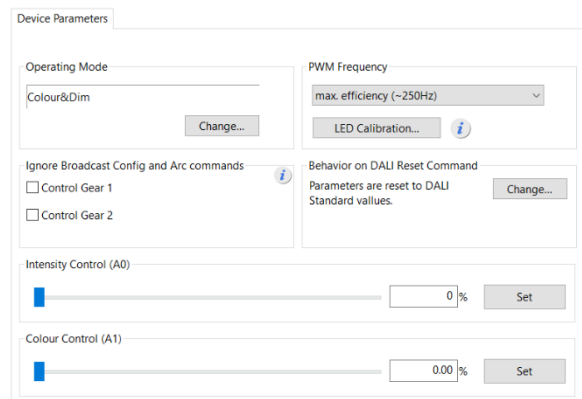 Device Parameters
Operating Mode
Colour&Dim
Change...
PWM Frequency
max. efficiency (~250Hz)
LED Calibration...
i
Ignore Broadcast Config and Arc commands
i
Control Gear 1
Control Gear 2
Behavior on DALI Reset Command
Parameters are reset to DALI
Standard vallues.
Change...
Intensity Control (A0)
0 %
Set
Colour Control (A1)
0.00 %
Set